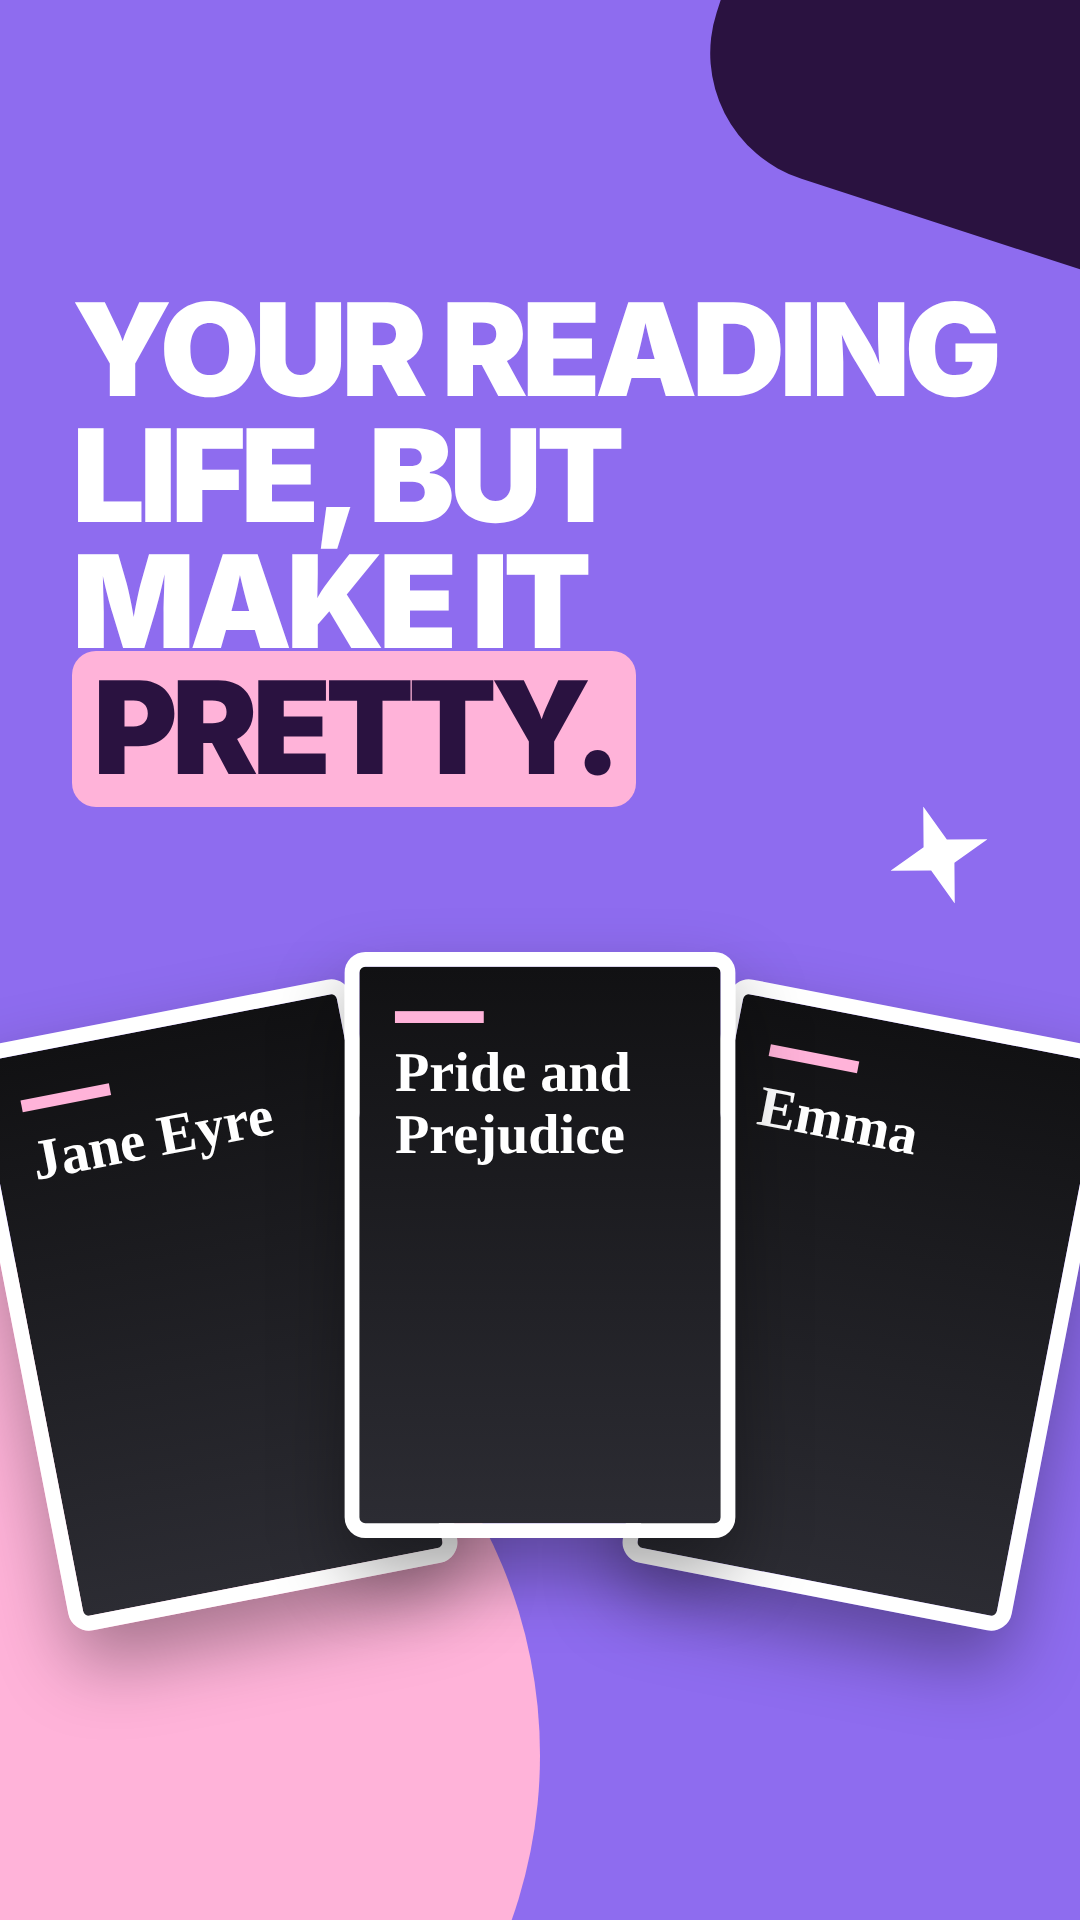 YOUR READING
LIFE, BUT
MAKE IT
PRETTY.
Jane Eyre
Pride and
Prejudice
Emma